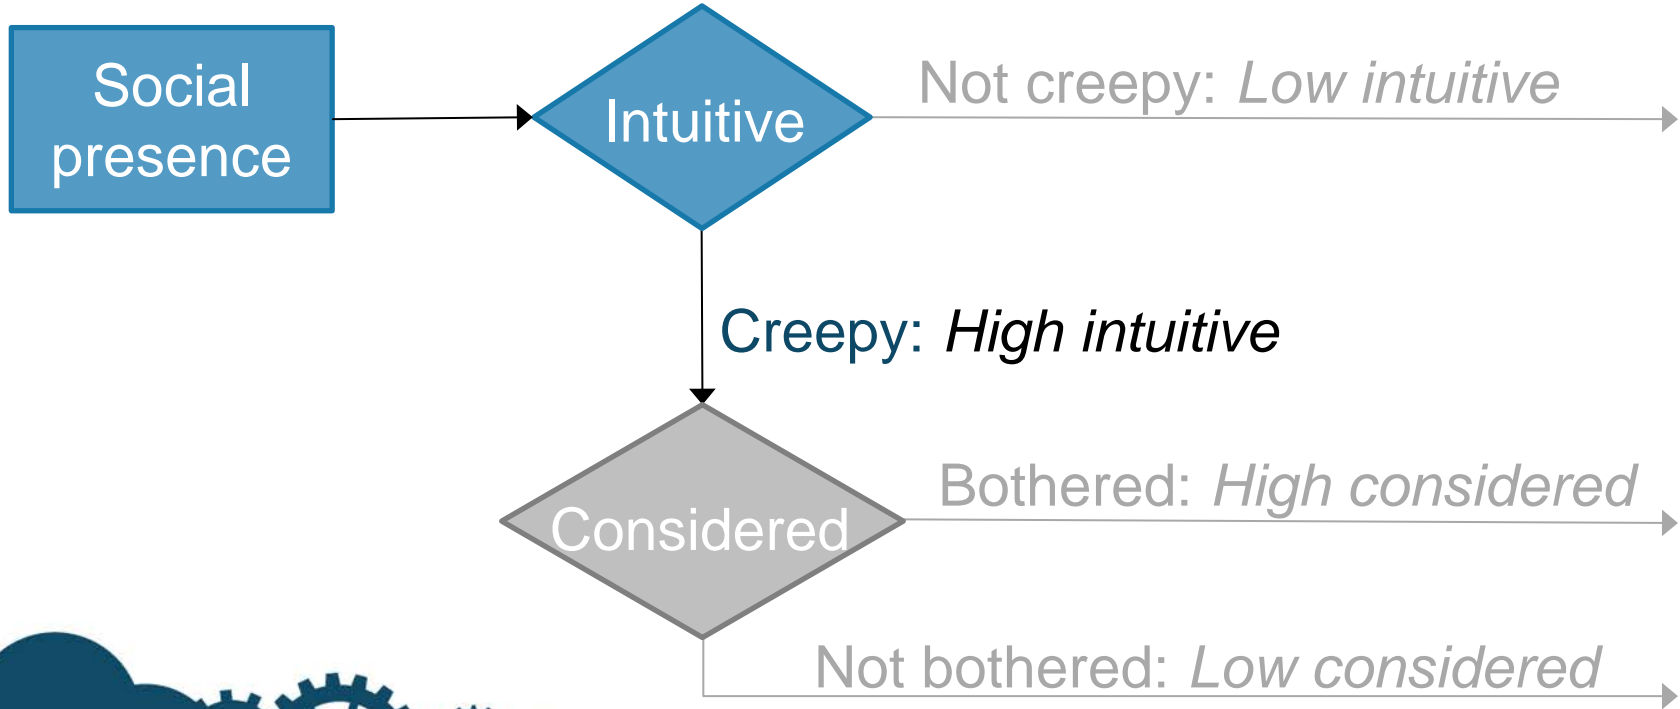 Social
presence
Intuitive
Not creepy: Low intuitive
Creepy: High intuitive
Considered
Bothered: High considered
Not bothered: Low considered